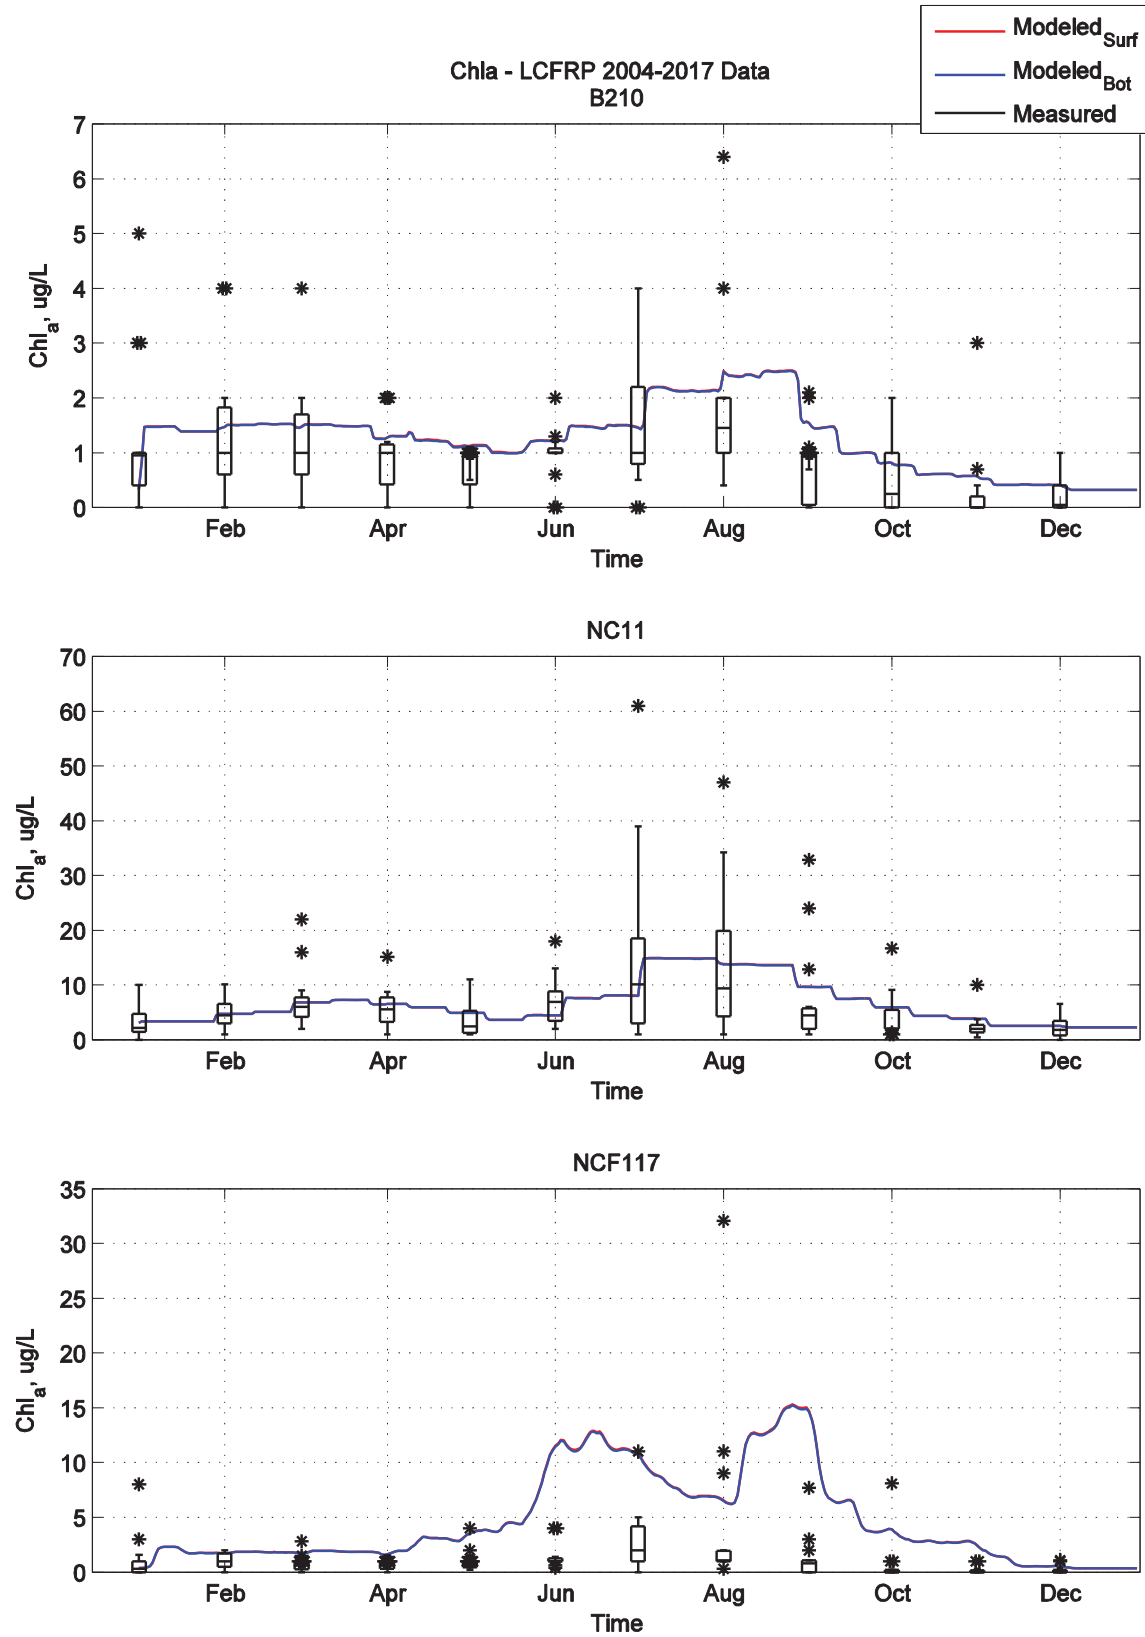 Modeled_Surf
Modeled_Bot
Measured
Chla - LCFRP 2004-2017 Data
B210
Chl_a, ug/L
7
6
5
4
3
2
1
0
Feb Apr Jun Aug Oct Dec
Time
NC11
Chl_a, ug/L
70
60
50
40
30
20
10
0
Feb Apr Jun Aug Oct Dec
Time
NCF117
Chl_a, ug/L
35
30
25
20
15
10
5
0
Feb Apr Jun Aug Oct Dec
Time